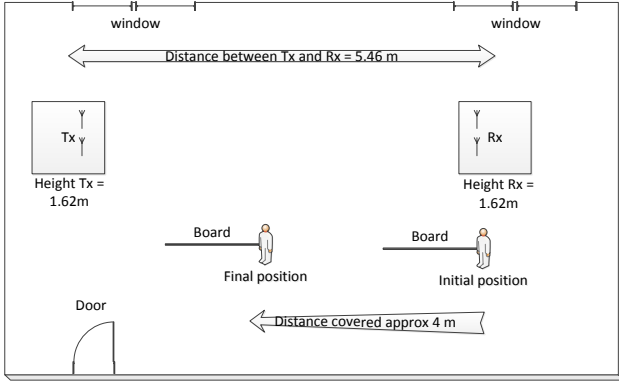 window
window
Distance between Tx and Rx = 5.46 m
Tx
Rx
Height Tx =
1.62m
Height Rx =
1.62m
Board
Board
Final position
Initial position
Door
Distance covered approx 4 m